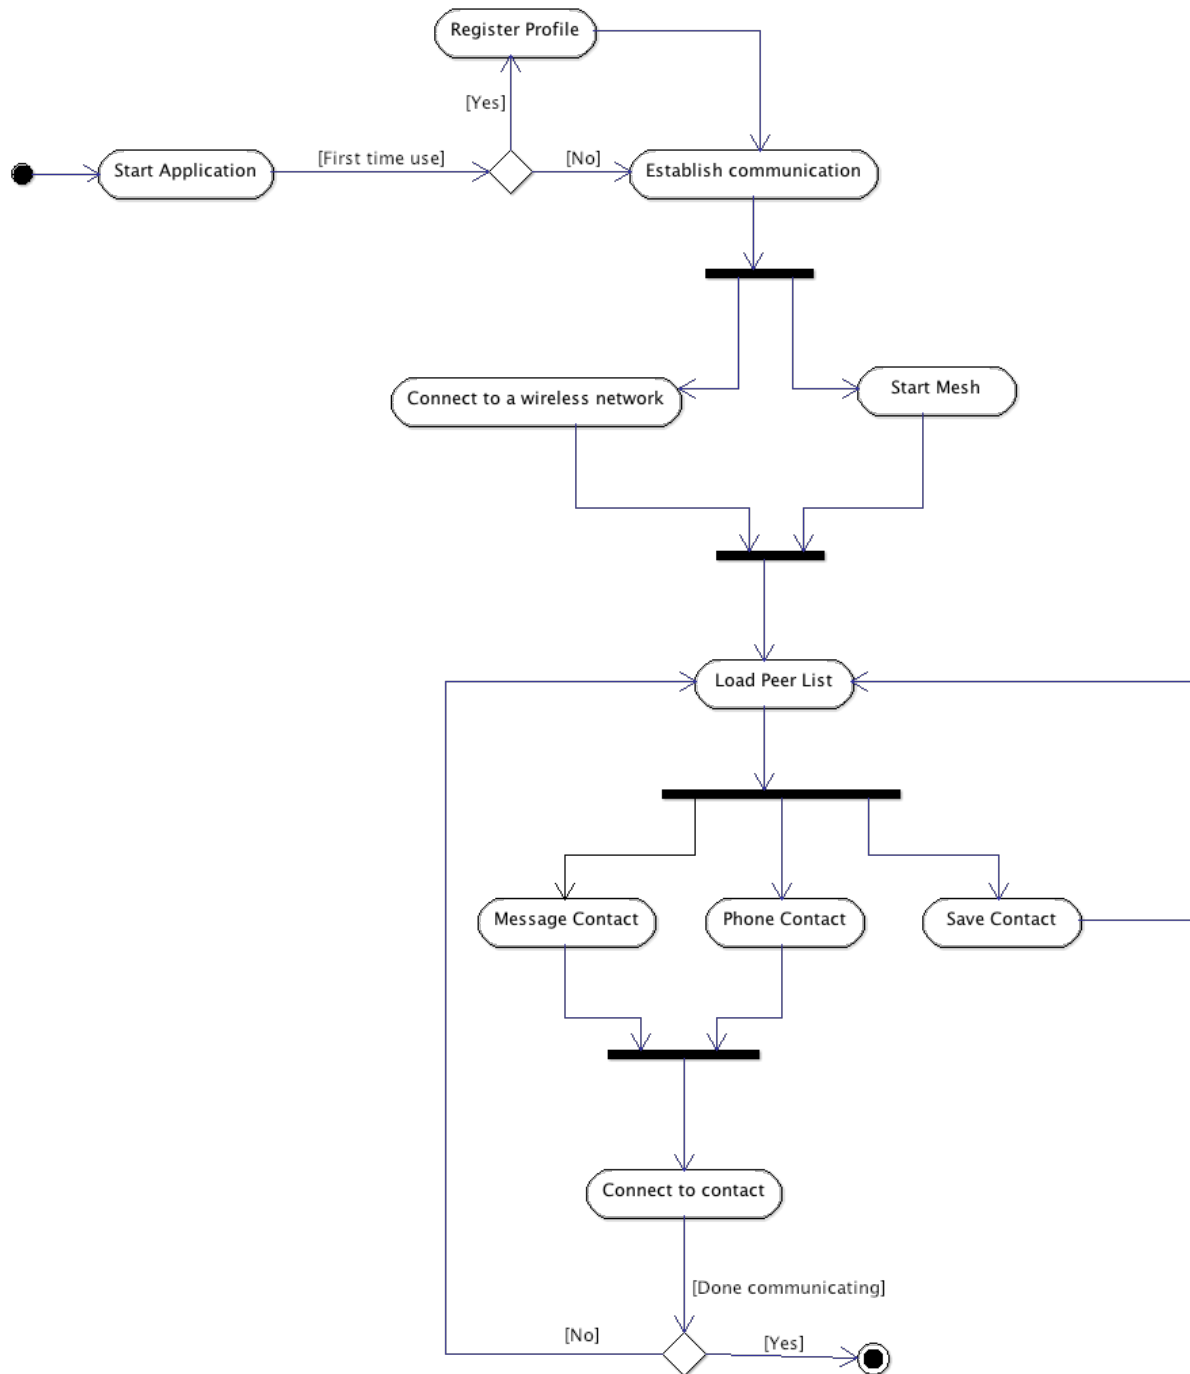 Register Profile
[Yes]
Start Application
[First time use]
[No]
Establish communication
Connect to a wireless network
Start Mesh
Load Peer List
Message Contact
Phone Contact
Save Contact
Connect to contact
[Done communicating]
[No]
[Yes]